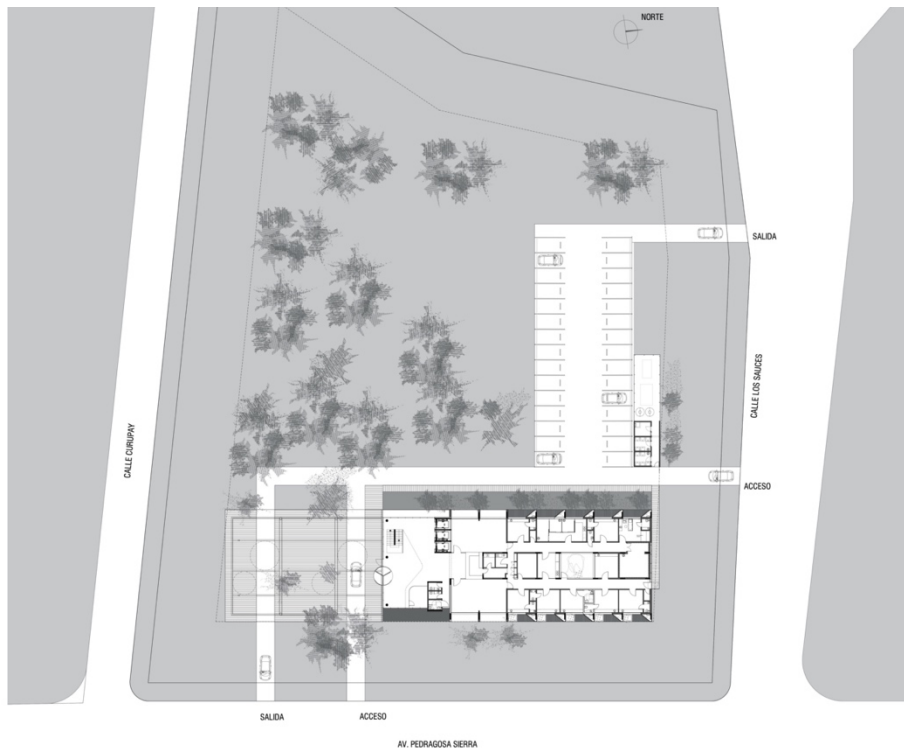 NORTE
SALIDA
CALLE LOS SAUCES
CALLE CURUPAY
ACCESO
SALIDA
ACCESO
AV. PEDRAGOSA SIERRA